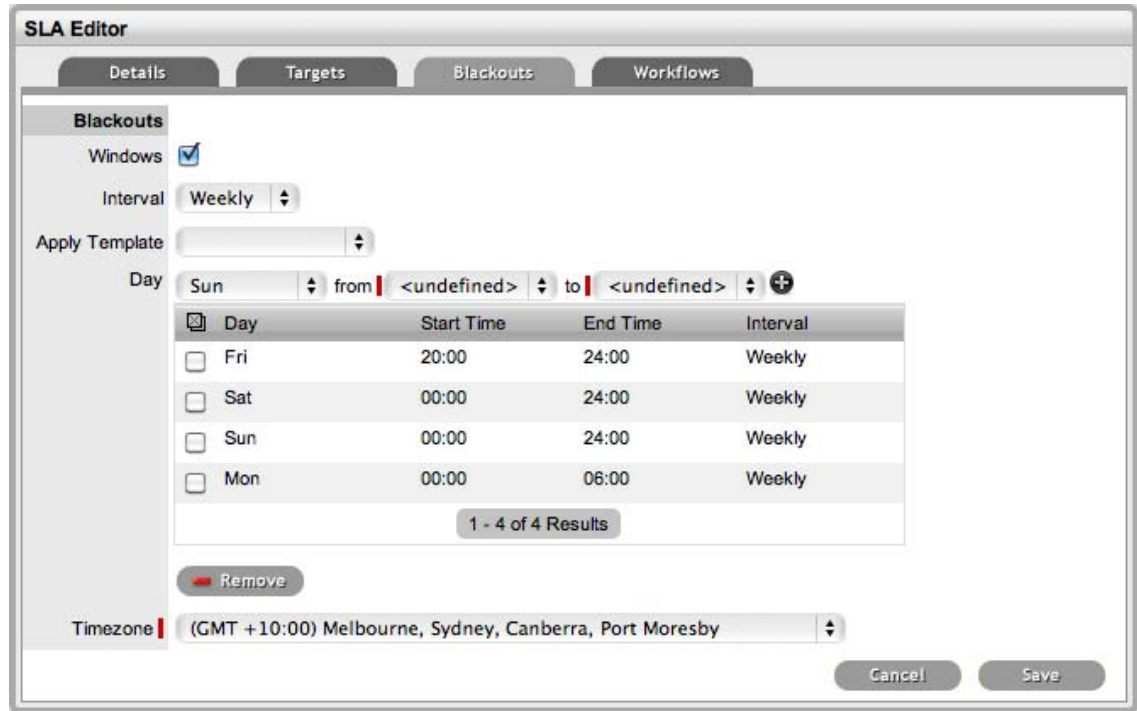 SLA Editor
Details Targets Blackouts Workflows
Blackouts
Windows
Interval Weekly
Apply Template
Day Sun from <undefined> to <undefined>
Day Start Time End Time Interval
Fri 20:00 24:00 Weekly
Sat 00:00 24:00 Weekly
Sun 00:00 24:00 Weekly
Mon 00:00 06:00 Weekly
1 - 4 of 4 Results
Remove
Timezone (GMT +10:00) Melbourne, Sydney, Canberra, Port Moresby
Cancel Save